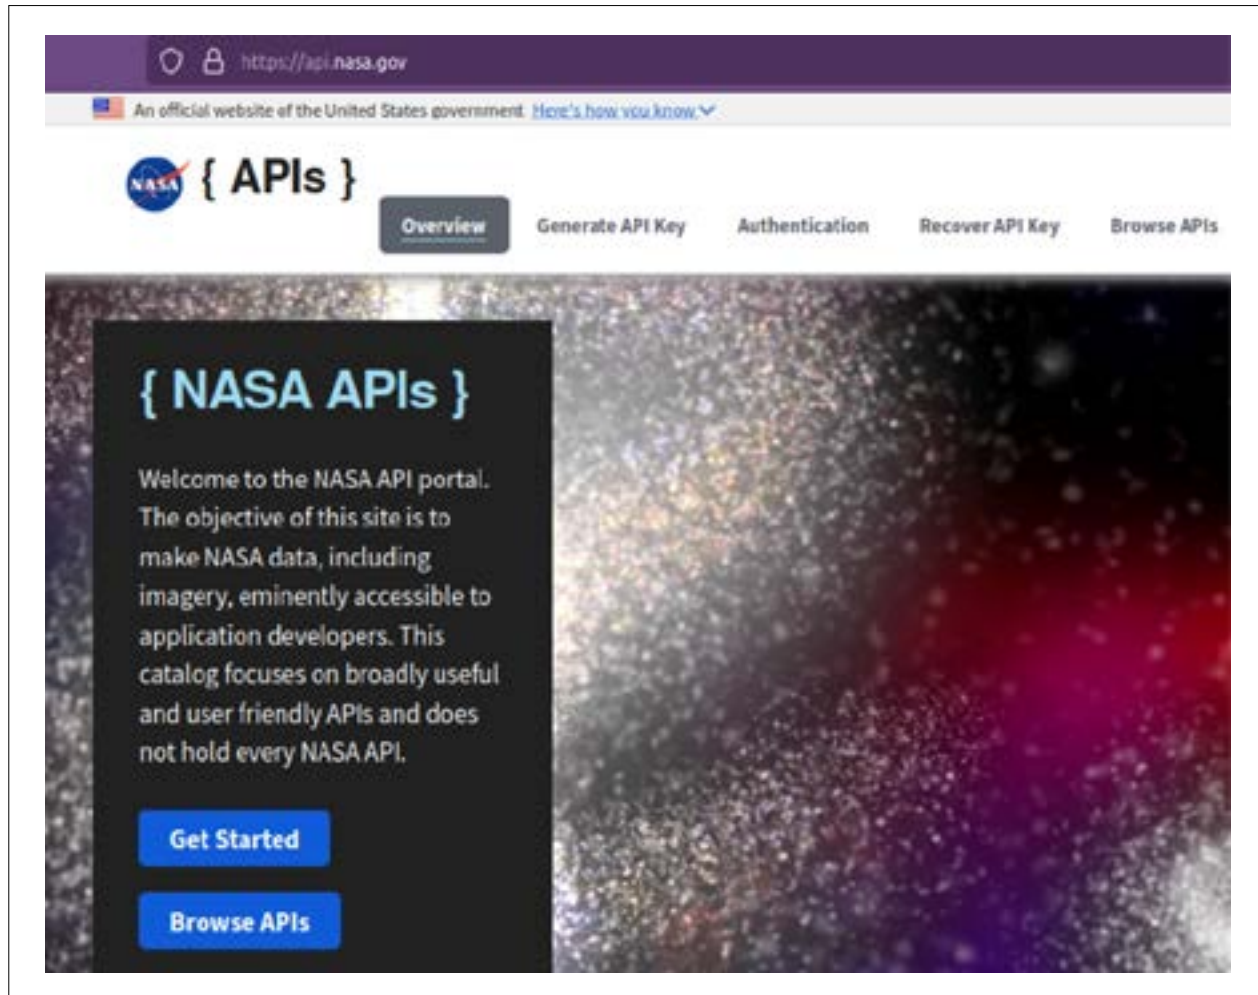 https://api.nasa.gov
An official website of the United States government Here's how you know
NASA { APIs }
Overview Generate API Key Authentication Recover API Key Browse APIs
{ NASA APIs }
Welcome to the NASA API portal.
The objective of this site is to
make NASA data, including
imagery, eminently accessible to
application developers. This
catalog focuses on broadly useful
and user friendly APIs and does
not hold every NASA API.
Get Started
Browse APIs